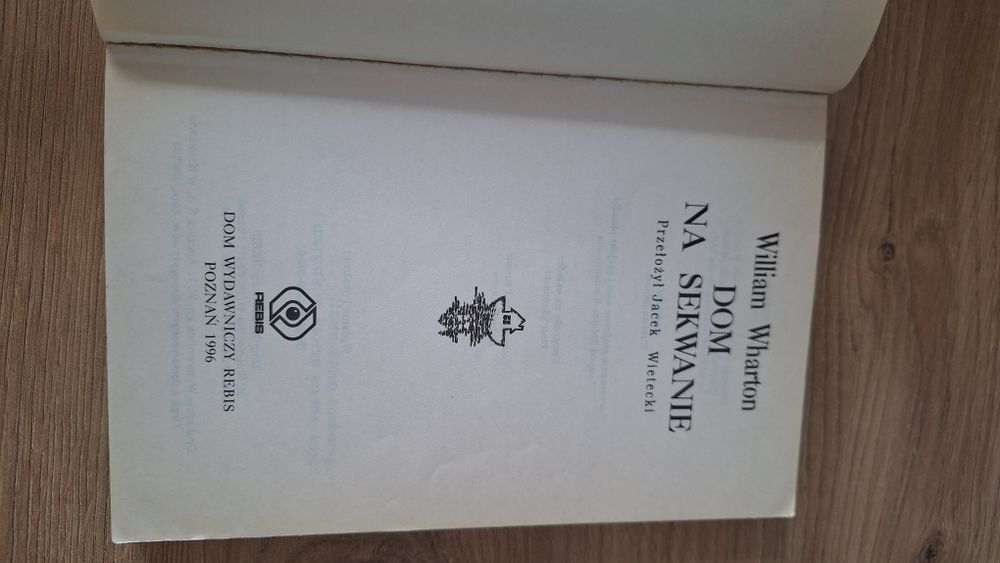 William Wharton
DOM
NA SEKWANIE
Przełożył Jacek Wietecki
REBIS
DOM WYDAWNICZY REBIS
POZNAŃ 1996